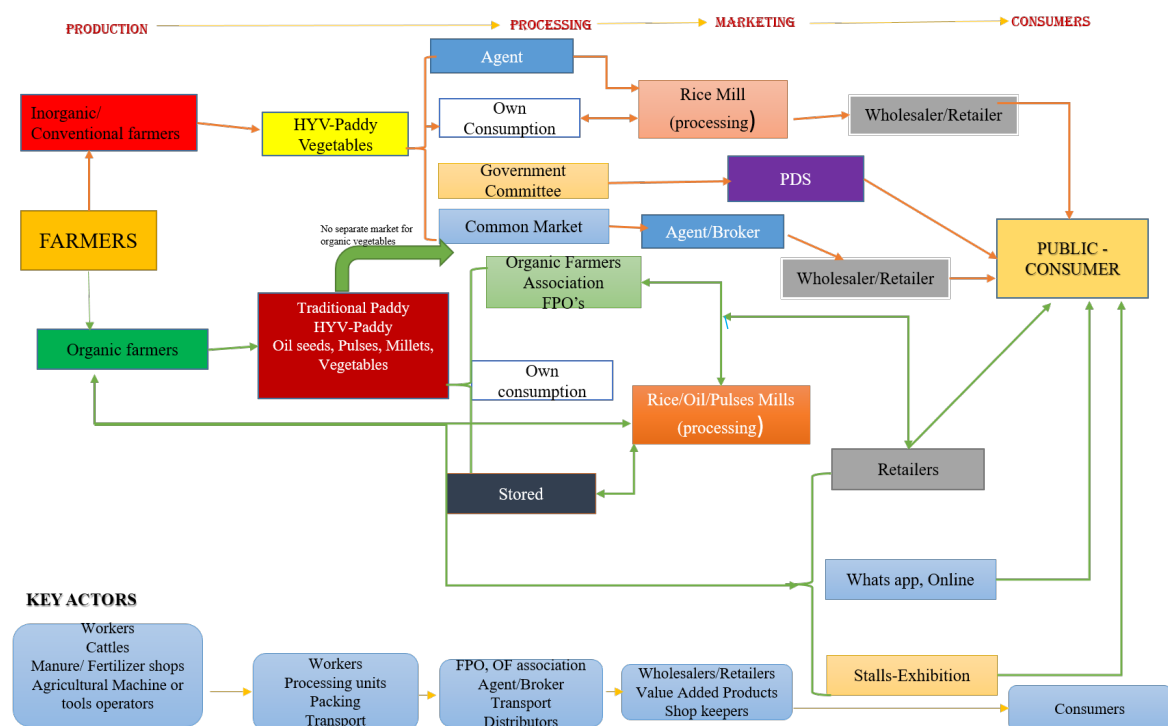 PRODUCTION
PROCESSING
MARKETING
CONSUMERS
Agent
Inorganic/
Conventional farmers
HYV-Paddy
Vegetables
Own
Consumption
Rice Mill
(processing)
Wholesaler/Retailer
Government
Committee
PDS
FARMERS
No separate market for
organic vegetables
Common Market
Agent/Broker
Wholesaler/Retailer
PUBLIC -
CONSUMER
Organic Farmers
Association
FPO's
Organic farmers
Traditional Paddy
HYV-Paddy
Oil seeds, Pulses, Millets,
Vegetables
Own
consumption
Rice/Oil/Pulses Mills
(processing)
Retailers
Stored
Whats app, Online
Stalls-Exhibition
KEY ACTORS
Workers
Cattles
Manure/ Fertilizer shops
Agricultural Machine or
tools operators
Workers
Processing units
Packing
Transport
FPO, OF association
Agent/Broker
Transport
Distributors
Wholesalers/Retailers
Value Added Products
Shop keepers
Consumers